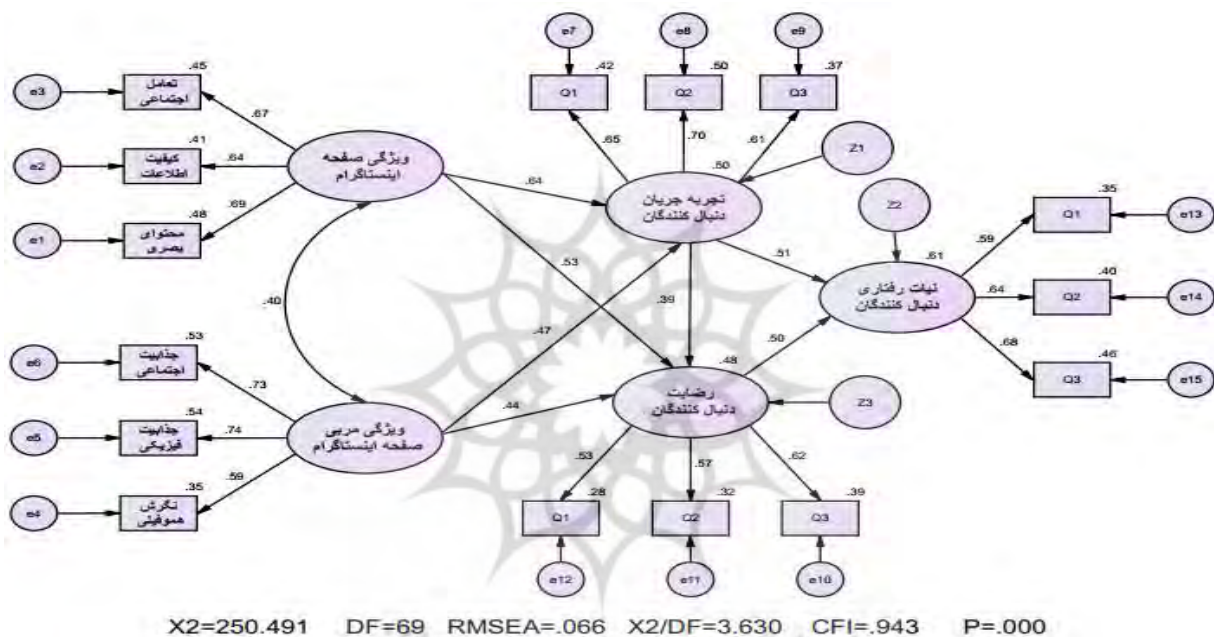 e7
e8
e9
.42
.50
.37
Q1
Q2
Q3
.65
.70
.61
.45
e3
تعامل
اجتماعی
.67
.41
e2
کیفیت
اطلاعات
.64
.48
e1
محتوای
بصری
.69
ویژگی صفحه
اینستاگرام
.64
.50
تجربه جریان
دنبال کنندگان
Z1
Z2
.53
.51
.39
.47
.40
.61
نیات رفتاری
دنبال کنندگان
.35
Q1
e13
.59
.40
Q2
e14
.64
.46
Q3
e15
.68
.50
.53
e6
جذابیت
اجتماعی
.73
.54
e5
جذابیت
فیزیکی
.74
.35
e4
نگرش
هموفیلی
.59
ویژگی مربی
صفحه اینستاگرام
.44
.48
رضایت
دنبال کنندگان
Z3
.53
.57
.62
.28
.32
.39
Q1
Q2
Q3
e12
e11
e10
X2=250.491 DF=69 RMSEA=.066 X2/DF=3.630 CFI=.943 P=.000